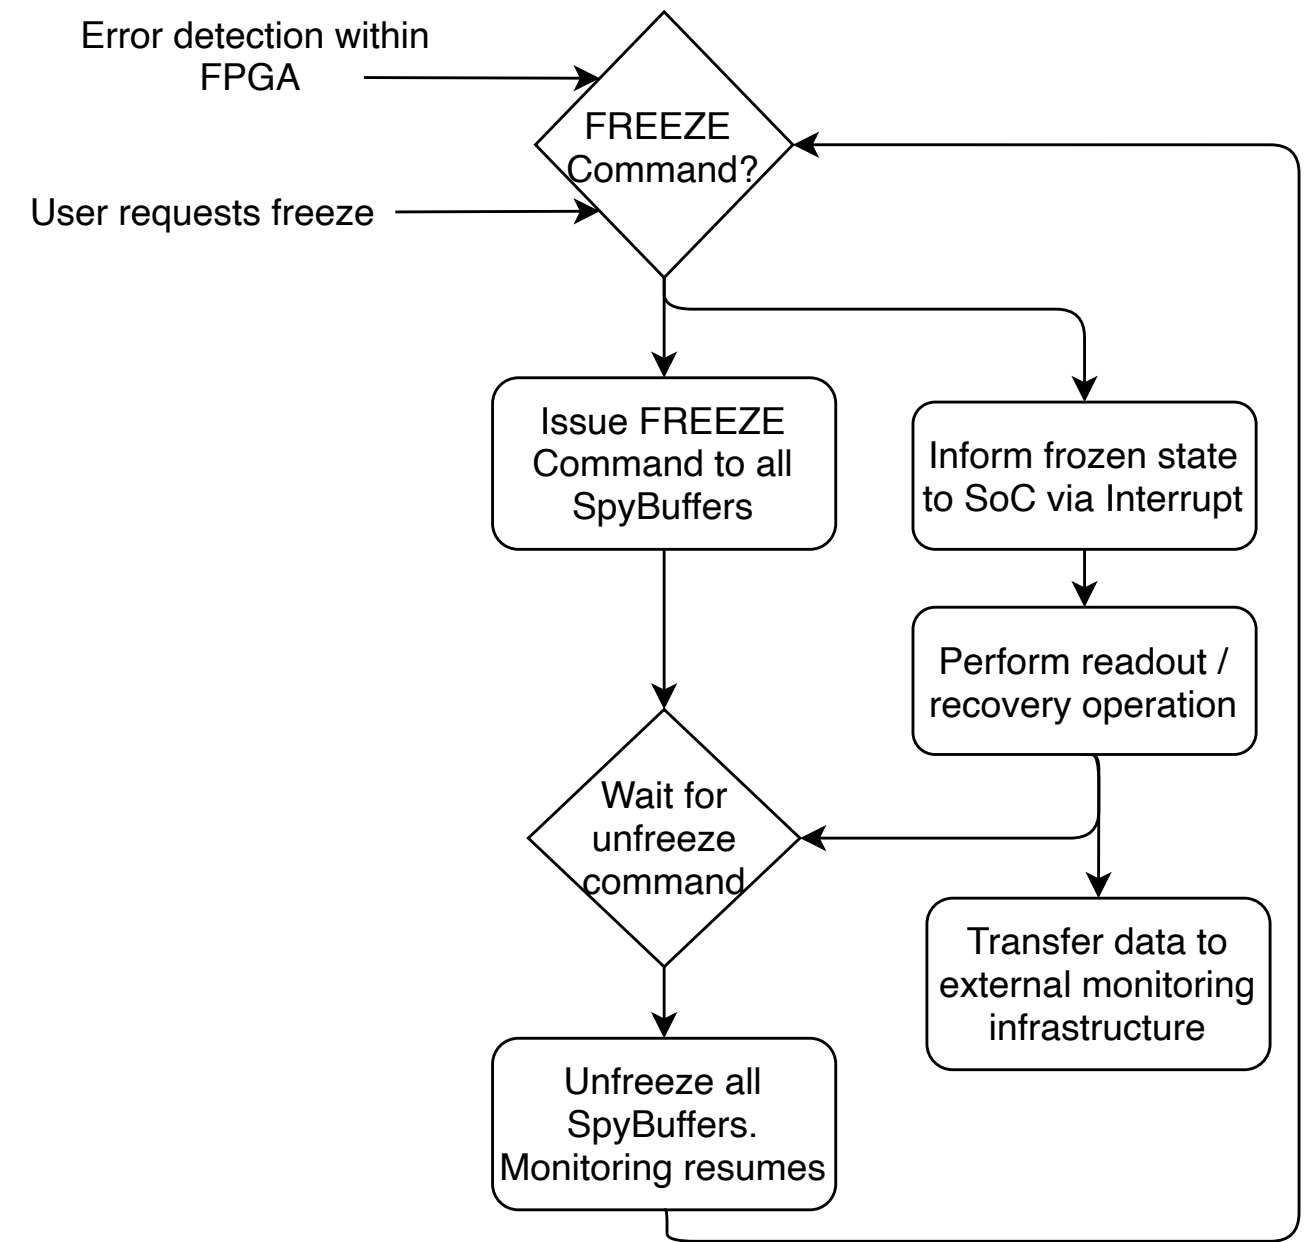 Error detection within
FPGA
FREEZE
Command?
User requests freeze
Issue FREEZE
Command to all
SpyBuffers
Inform frozen state
to SoC via Interrupt
Perform readout /
recovery operation
Wait for
unfreeze
command
Transfer data to
external monitoring
infrastructure
Unfreeze all
SpyBuffers.
Monitoring resumes